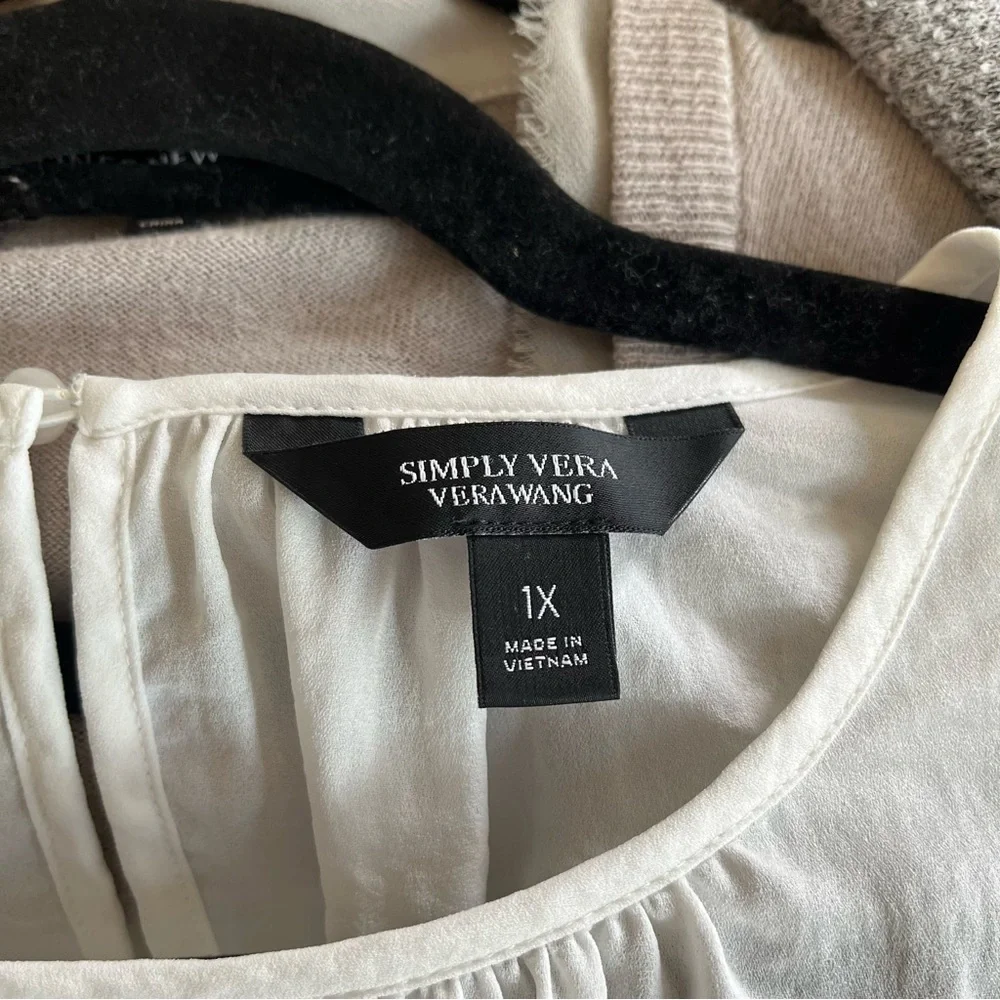 SIMPLY VERA
VERAWANG
1X
MADE IN
VIETNAM